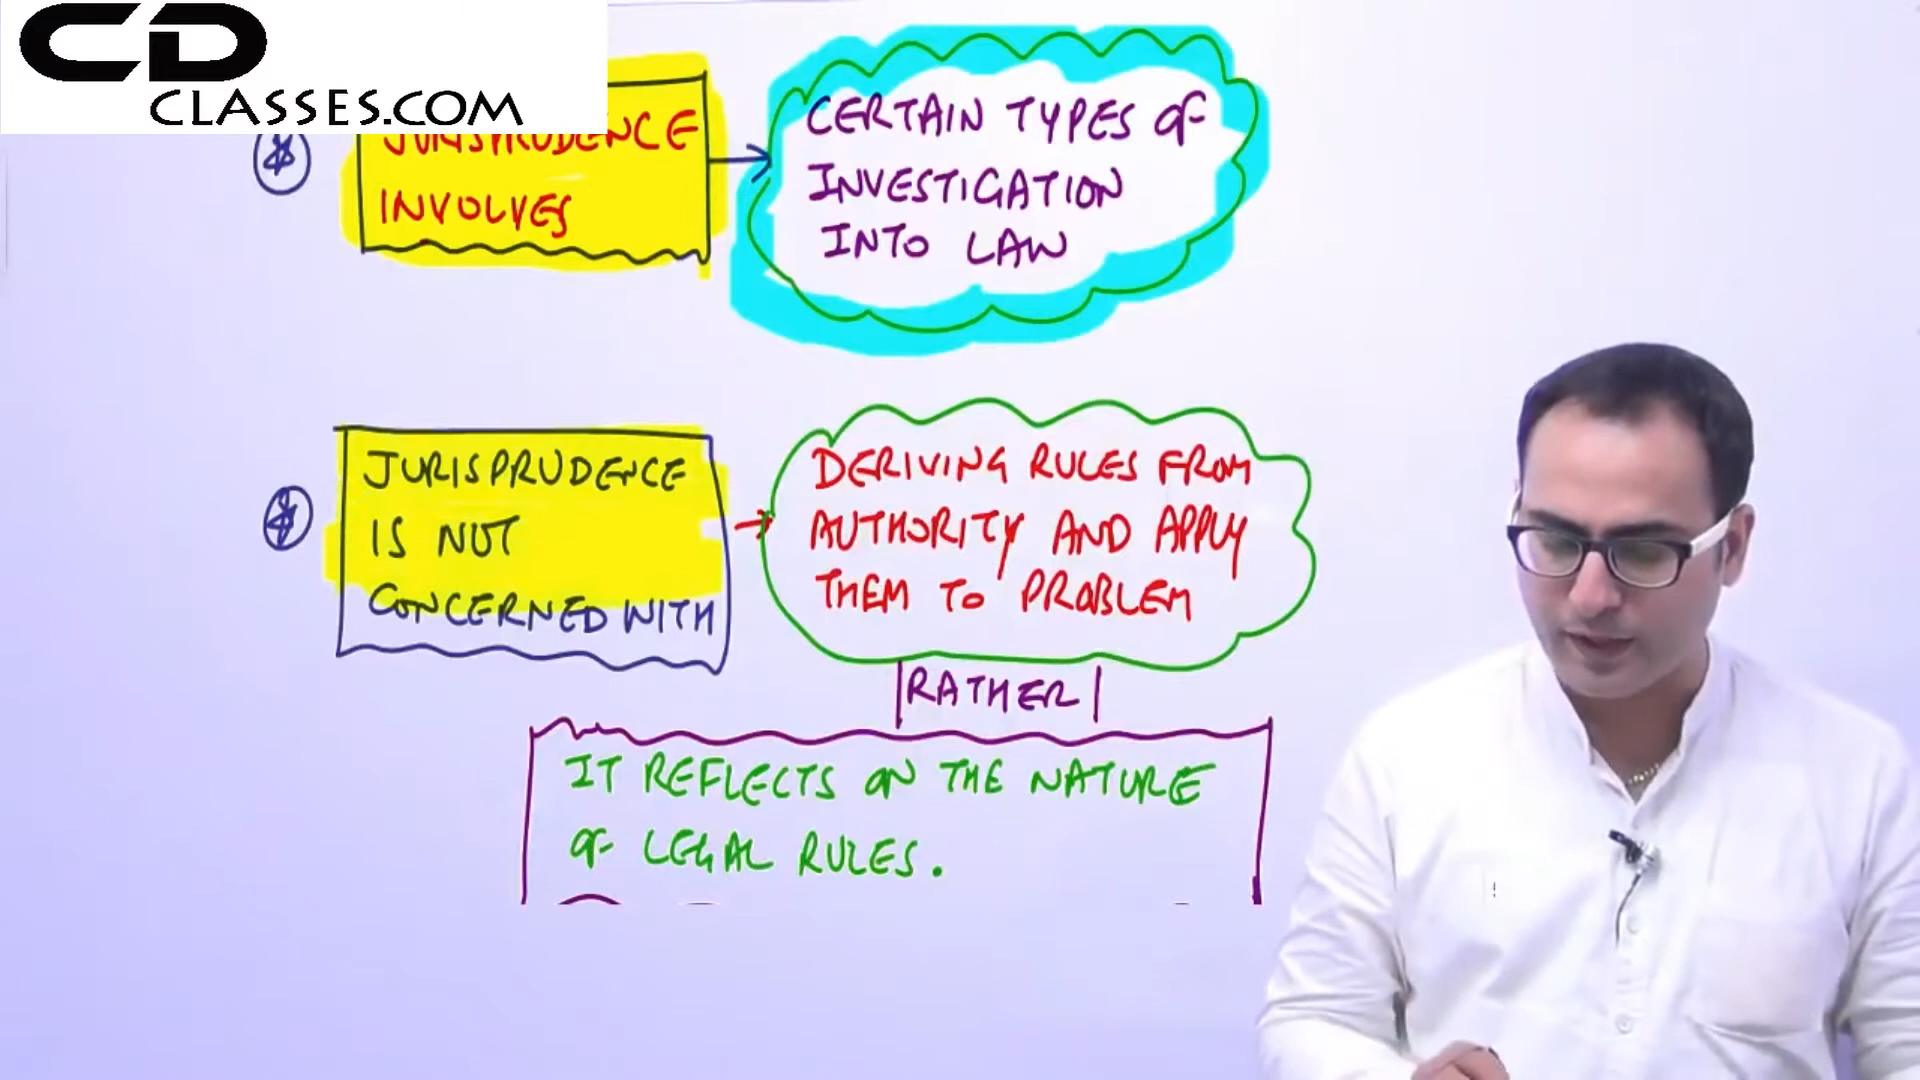 CD
CLASSES.COM
JURISPRUDENCE
INVOLVES
CERTAIN TYPES OF
INVESTIGATION
INTO LAW
JURISPRUDENCE
IS NOT
CONCERNED WITH
DERIVING RULES FROM
AUTHORITY AND APPLY
THEM TO PROBLEM
RATHER
IT REFLECTS ON THE NATURE
OF LEGAL RULES.